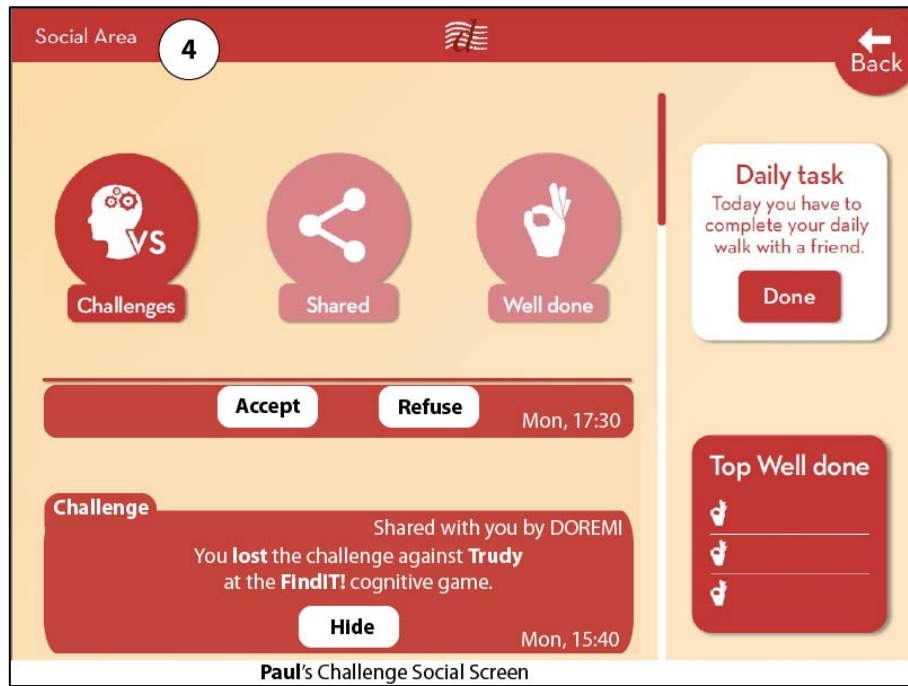 Social Area
4
Back
VS
Challenges
Shared
Well done
Daily task
Today you have to
complete your daily
walk with a friend.
Done
Accept
Refuse
Mon, 17:30
Challenge
Shared with you by DOREMI
You lost the challenge against Trudy
at the FindIT! cognitive game.
Hide
Mon, 15:40
Top Well done
Paul's Challenge Social Screen